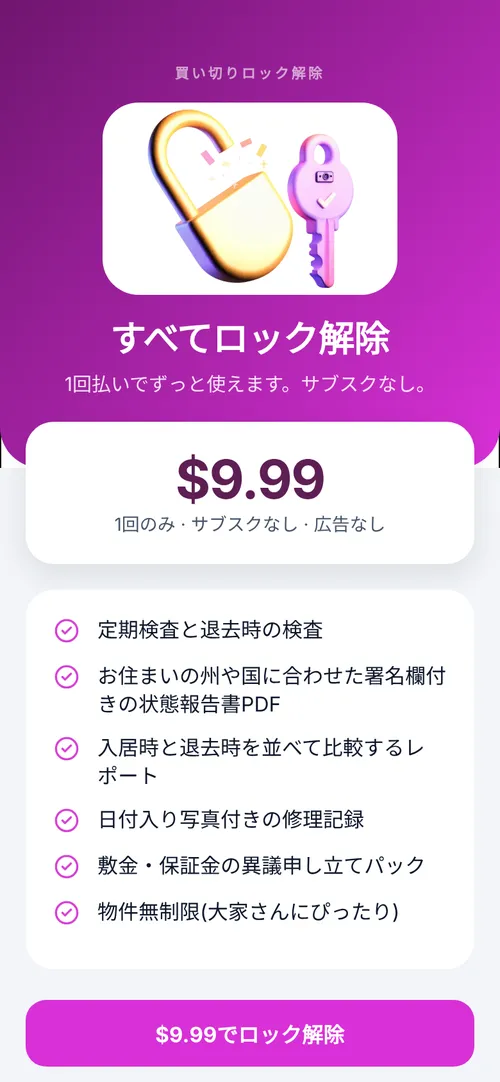 買い切りロック解除
すべてロック解除
1回払いでずっと使えます。サブスクなし。
$9.99
1回のみ · サブスクなし · 広告なし
定期検査と退去時の検査
お住まいの州や国に合わせた署名欄付
きの状態報告書PDF
入居時と退去時を並べて比較するレ
ポート
日付入り写真付きの修理記録
敷金・保証金の異議申し立てパック
物件無制限(大家さんにぴったり)
$9.99でロック解除